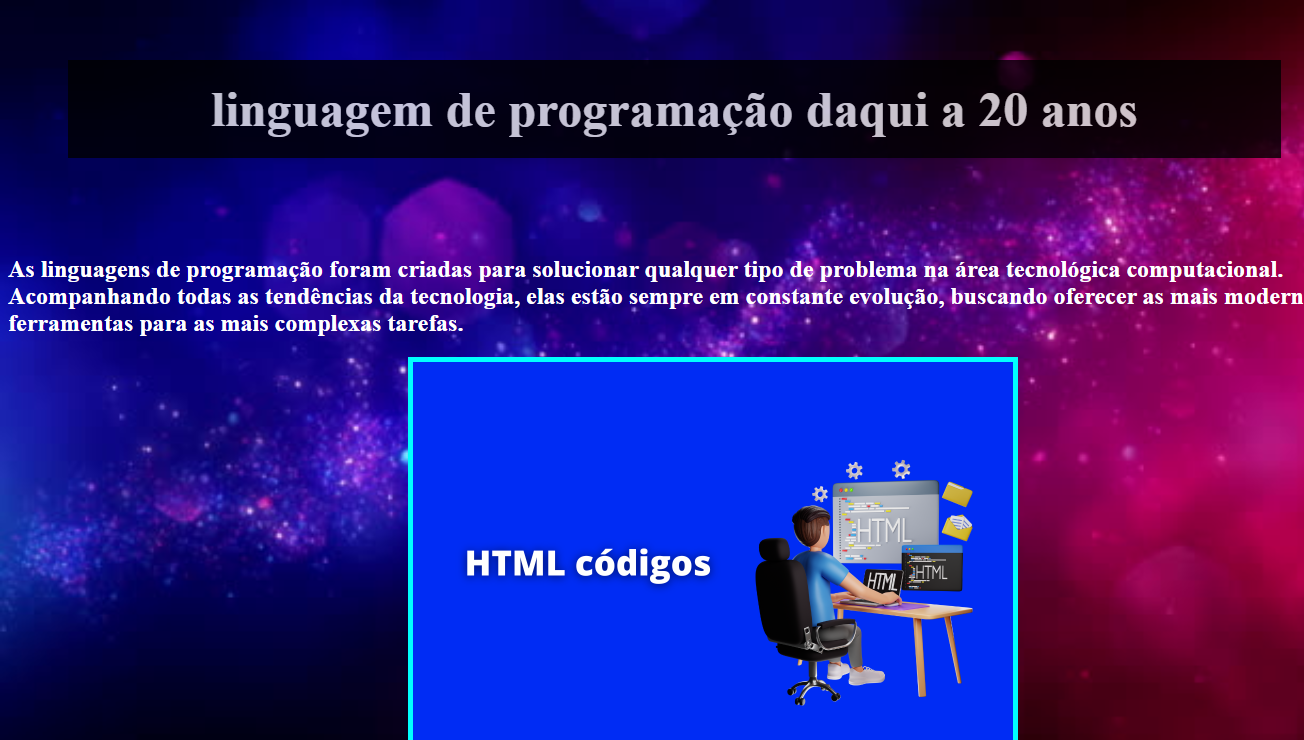 linguagem de programação daqui a 20 anos
As linguagens de programação foram criadas para solucionar qualquer tipo de problema na área tecnológica computacional.
Acompanhando todas as tendências da tecnologia, elas estão sempre em constante evolução, buscando oferecer as mais modern
ferramentas para as mais complexas tarefas.
HTML
HTML códigos
HTML
HTML